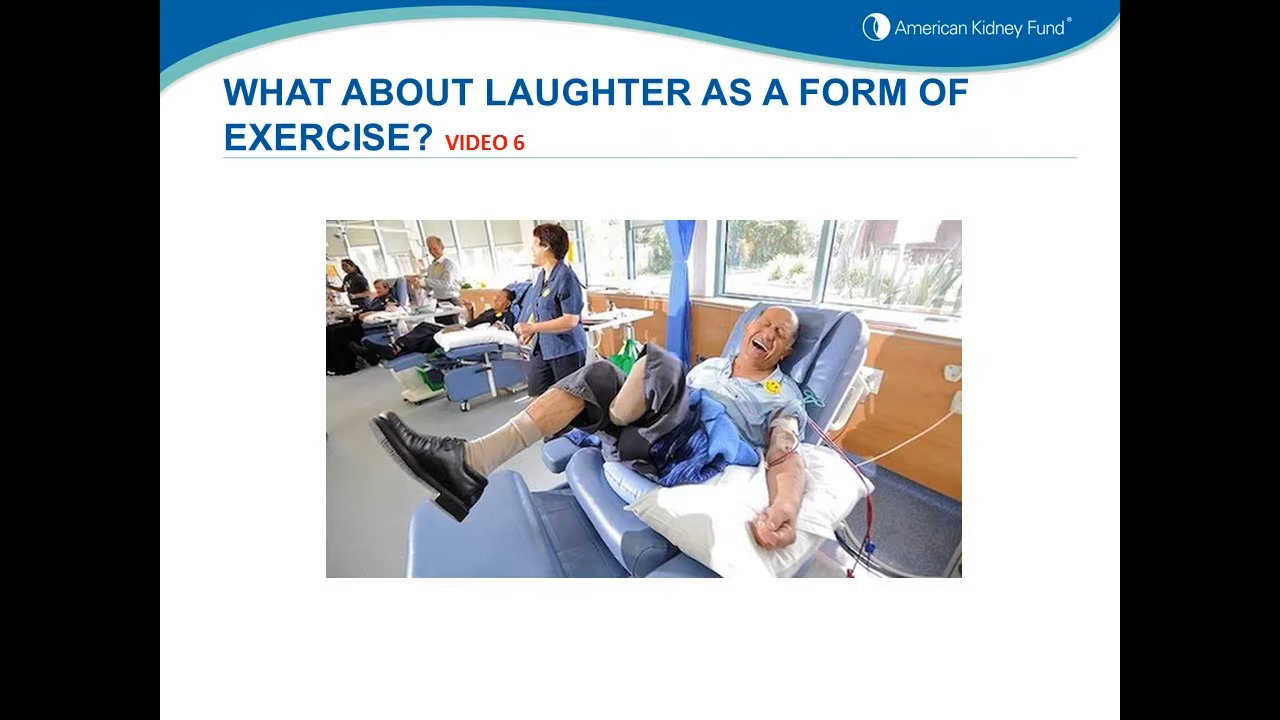 American Kidney Fund®
WHAT ABOUT LAUGHTER AS A FORM OF
EXERCISE? VIDEO 6